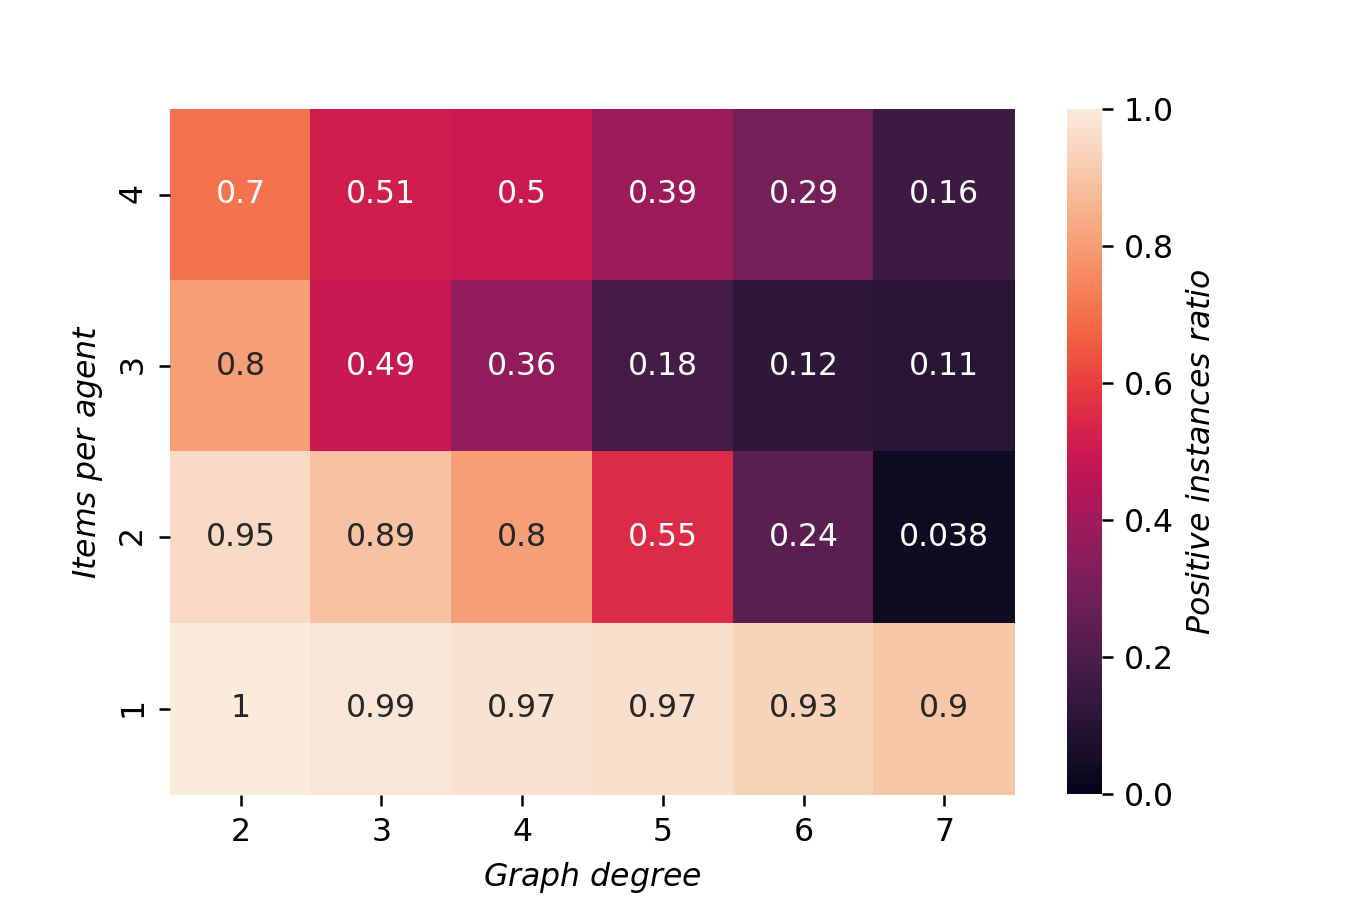 4 0.7 0.51 0.5 0.39 0.29 0.16
3 0.8 0.49 0.36 0.18 0.12 0.11
2 0.95 0.89 0.8 0.55 0.24 0.038
1 1 0.99 0.97 0.97 0.93 0.9
2 3 4 5 6 7
Graph degree
Items per agent
1.0
0.8
0.6
0.4
0.2
0.0
Positive instances ratio